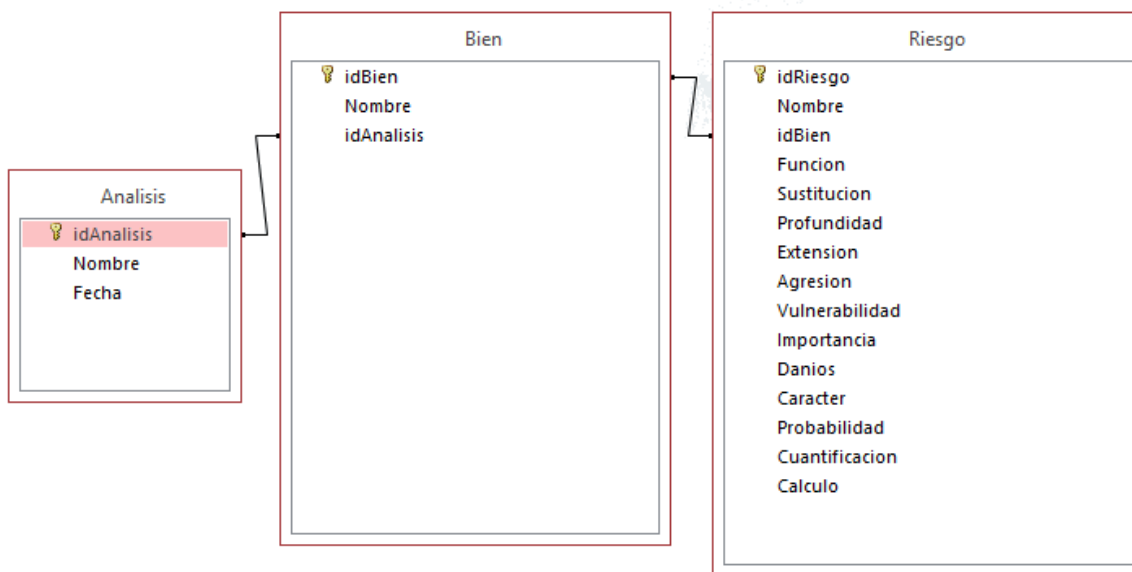 Analisis
idAnalisis
Nombre
Fecha
Bien
idBien
Nombre
idAnalisis
Riesgo
idRiesgo
Nombre
idBien
Funcion
Sustitucion
Profundidad
Extension
Agresion
Vulnerabilidad
Importancia
Danios
Caracter
Probabilidad
Cuantificacion
Calculo